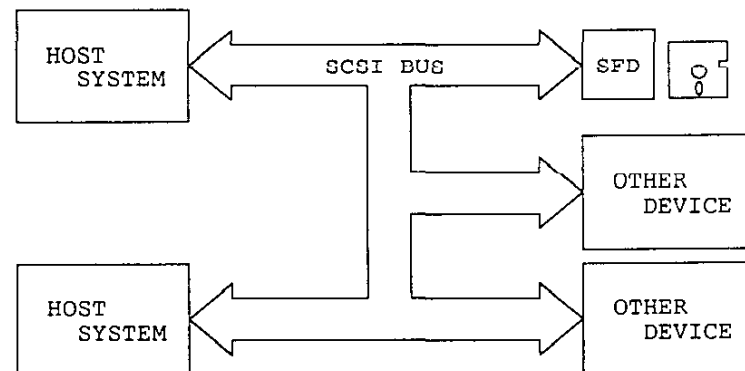 HOST
SYSTEM
SCSI BUS
SFD
OTHER
DEVICE
HOST
SYSTEM
OTHER
DEVICE